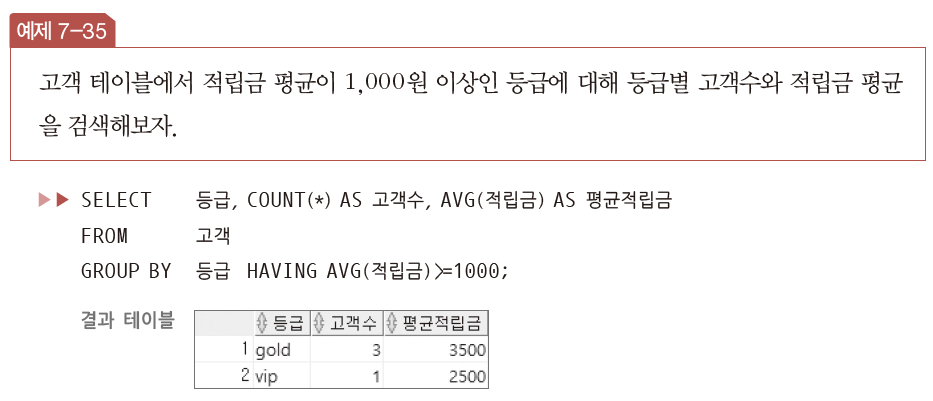 예제 7-35
고객 테이블에서 적립금 평균이 1,000원 이상인 등급에 대해 등급별 고객수와 적립금 평균
을 검색해보자.
SELECT 등급, COUNT(*) AS 고객수, AVG(적립금) AS 평균적립금
FROM 고객
GROUP BY 등급 HAVING AVG(적립금)>=1000;
결과 테이블
등급 고객수 평균적립금
1 gold 3 3500
2 vip 1 2500